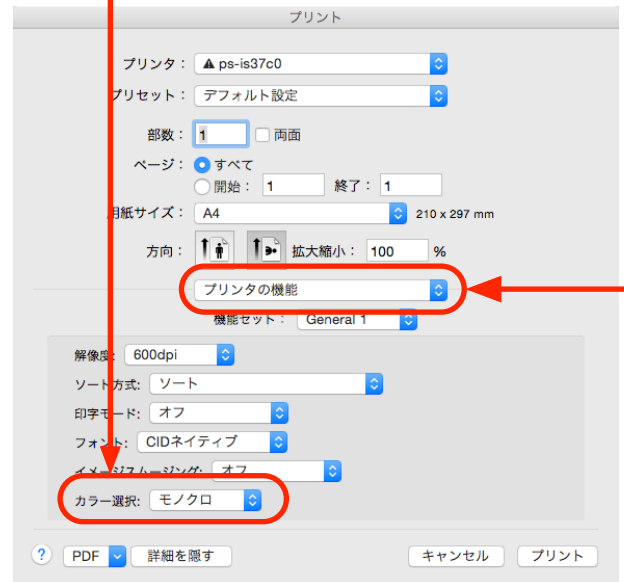 プリント
プリンタ： ps-is37c0
プリセット： デフォルト設定
部数： 1 両面
ページ： すべて
開始： 1 終了： 1
用紙サイズ： A4 210 x 297 mm
方向： 拡大縮小： 100 %
プリンタの機能
機能セット： General 1
解像度: 600dpi
ソート方式: ソート
印字モード: オフ
フォント: CIDネイティブ
イメージスムージング: オフ
カラー選択: モノクロ
? PDF 詳細を隠す キャンセル プリント